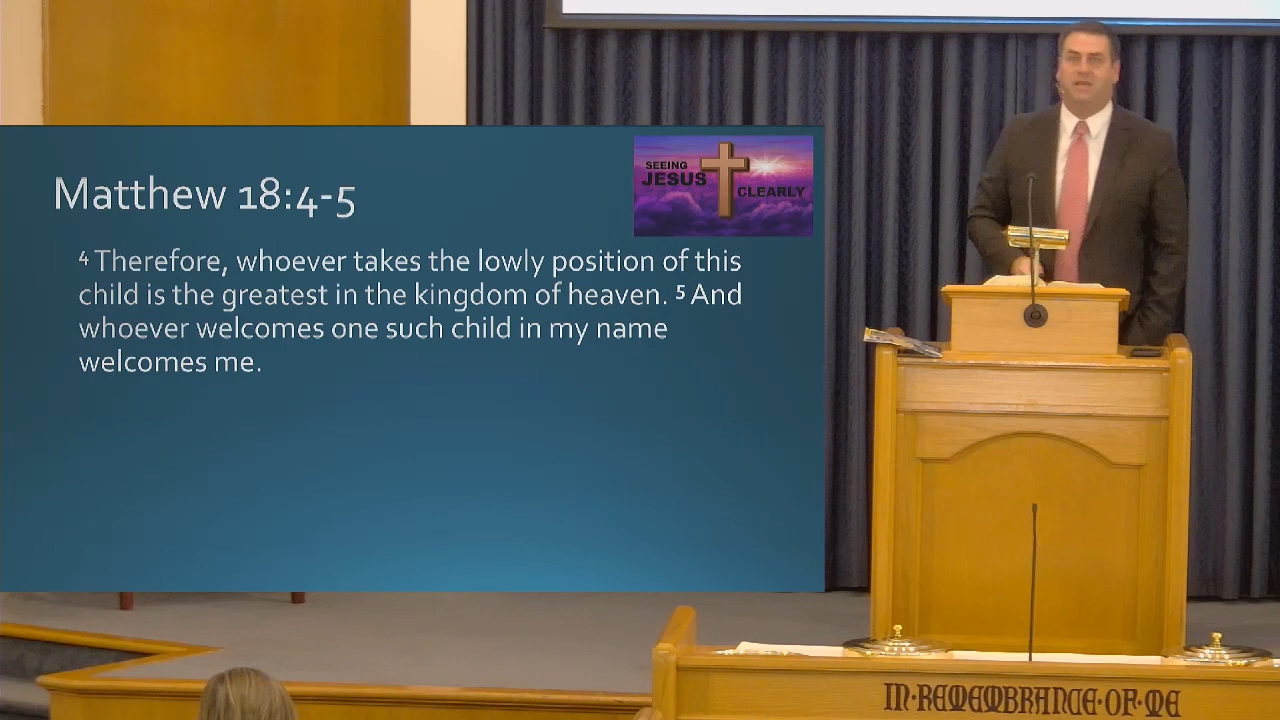 Matthew 18:4-5
SEEING
JESUS
CLEARLY
4 Therefore, whoever takes the lowly position of this
child is the greatest in the kingdom of heaven. 5 And
whoever welcomes one such child in my name
welcomes me.
IN·REMEMBRANCE·OF·ME